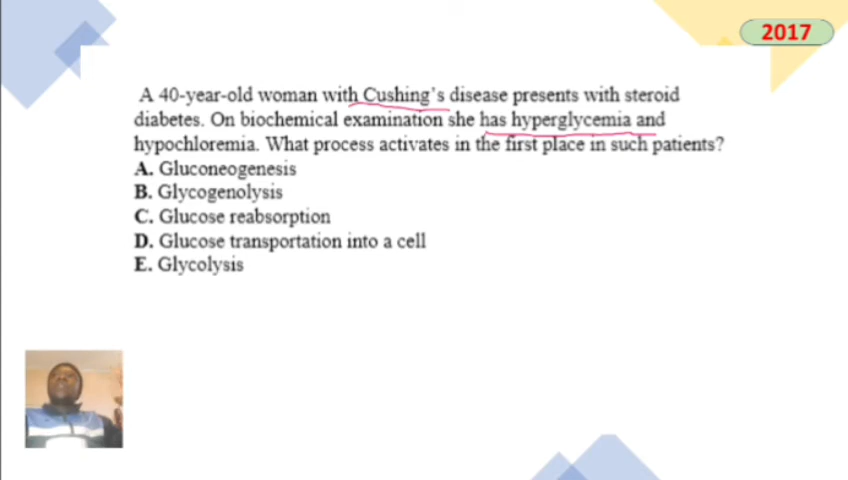 2017
A 40-year-old woman with Cushing's disease presents with steroid
diabetes. On biochemical examination she has hyperglycemia and
hypochloremia. What process activates in the first place in such patients?
A. Gluconeogenesis
B. Glycogenolysis
C. Glucose reabsorption
D. Glucose transportation into a cell
E. Glycolysis